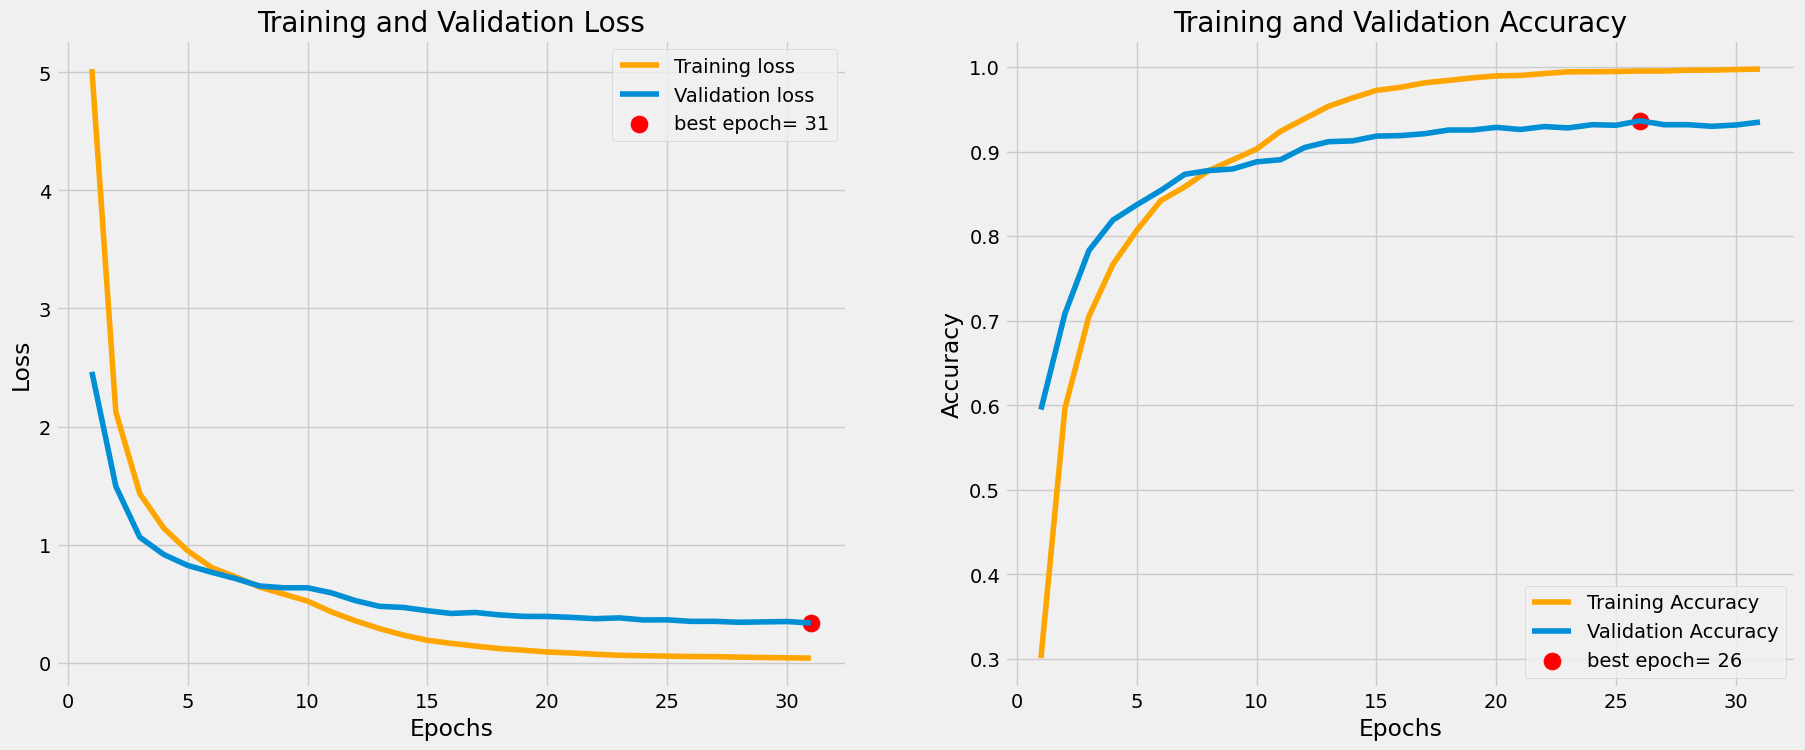 Training and Validation Loss
Training loss
Validation loss
best epoch= 31
5
4
3
2
1
0
Loss
0 5 10 15 20 25 30
Epochs
Training and Validation Accuracy
1.0
0.9
0.8
0.7
0.6
0.5
0.4
0.3
Accuracy
Training Accuracy
Validation Accuracy
best epoch= 26
0 5 10 15 20 25 30
Epochs